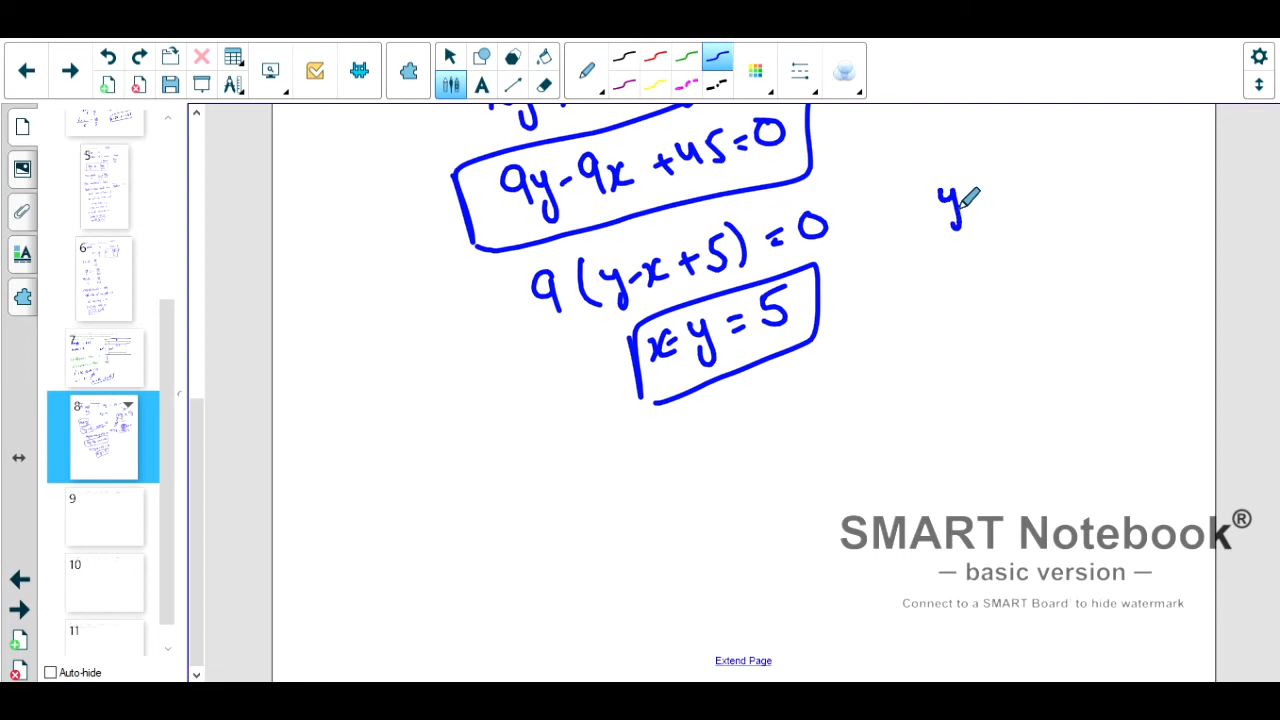 9y-9x +45=0
9(y-x+5) = 0
x-y = 5
y
SMART Notebook®
— basic version —
Connect to a SMART Board™ to hide watermark
Extend Page
5
6
7
8
9
10
11
Auto-hide